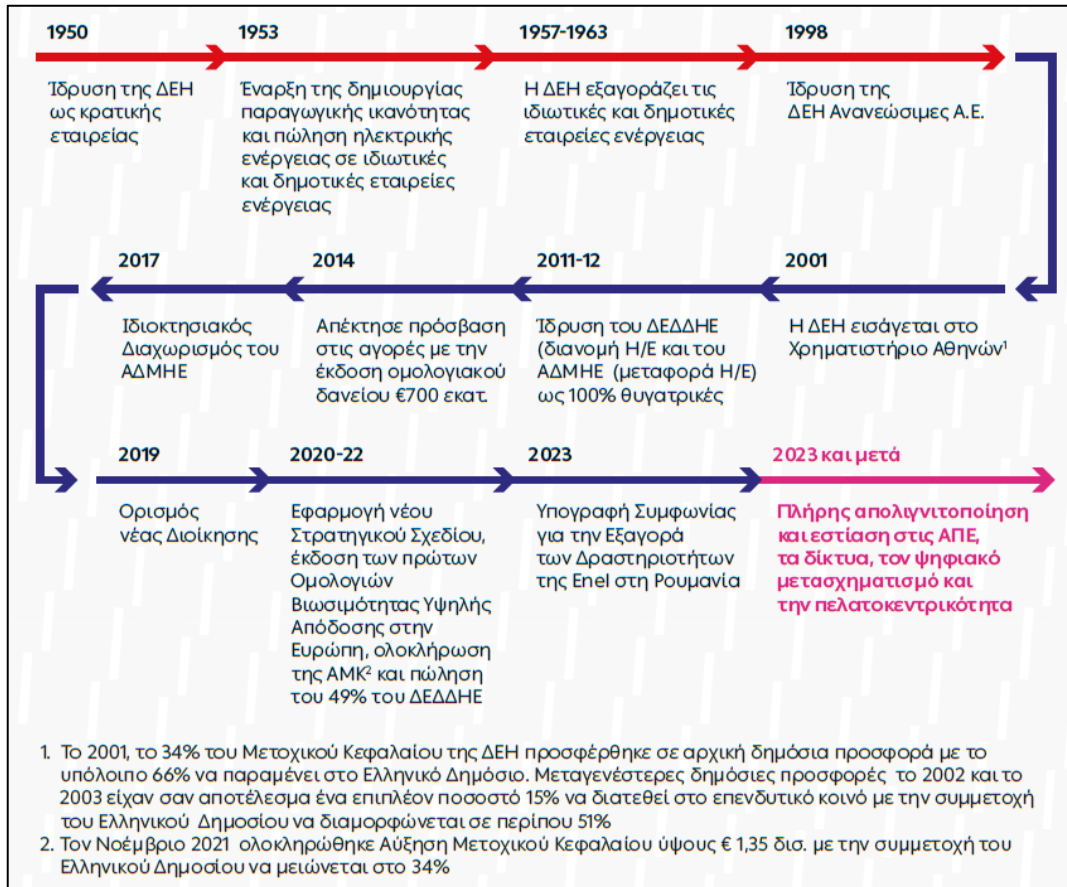 1950
Ίδρυση της ΔΕΗ
ως κρατικής
εταιρείας
1953
Έναρξη της δημιουργίας
παραγωγικής ικανότητας
και πώληση ηλεκτρικής
ενέργειας σε ιδιωτικές
και δημοτικές εταιρείες
ενέργειας
1957-1963
Η ΔΕΗ εξαγοράζει τις
ιδιωτικές και δημοτικές
εταιρείες ενέργειας
1998
Ίδρυση της
ΔΕΗ Ανανεώσιμες Α.Ε.
2017
Ιδιοκτησιακός
Διαχωρισμός του
ΑΔΜΗΕ
2014
Απέκτησε πρόσβαση
στις αγορές με την
έκδοση ομολογιακού
δανείου €700 εκατ.
2011-12
Ίδρυση του ΔΕΔΔΗΕ
(διανομή Η/Ε και του
ΑΔΜΗΕ (μεταφορά Η/Ε)
ως 100% θυγατρικές
2001
Η ΔΕΗ εισάγεται στο
Χρηματιστήριο Αθηνών¹
2019
Ορισμός
νέας Διοίκησης
2020-22
Εφαρμογή νέου
Στρατηγικού Σχεδίου,
έκδοση των πρώτων
Ομολογιών
Βιωσιμότητας Υψηλής
Απόδοσης στην
Ευρώπη, ολοκλήρωση
της ΑΜΚ² και πώληση
του 49% του ΔΕΔΔΗΕ
2023
Υπογραφή Συμφωνίας
για την Εξαγορά
των Δραστηριοτήτων
της Enel στη Ρουμανία
2023 και μετά
Πλήρης απολιγνιτοποίηση
και εστίαση στις ΑΠΕ,
τα δίκτυα, τον ψηφιακό
μετασχηματισμό και
την πελατοκεντρικότητα
1. Το 2001, το 34% του Μετοχικού Κεφαλαίου της ΔΕΗ προσφέρθηκε σε αρχική δημόσια προσφορά με το
υπόλοιπο 66% να παραμένει στο Ελληνικό Δημόσιο. Μεταγενέστερες δημόσιες προσφορές το 2002 και το
2003 είχαν σαν αποτέλεσμα ένα επιπλέον ποσοστό 15% να διατεθεί στο επενδυτικό κοινό με την συμμετοχή
του Ελληνικού Δημοσίου να διαμορφώνεται σε περίπου 51%
2. Τον Νοέμβριο 2021 ολοκληρώθηκε Αύξηση Μετοχικού Κεφαλαίου ύψους € 1,35 δισ. με την συμμετοχή του
Ελληνικού Δημοσίου να μειώνεται στο 34%